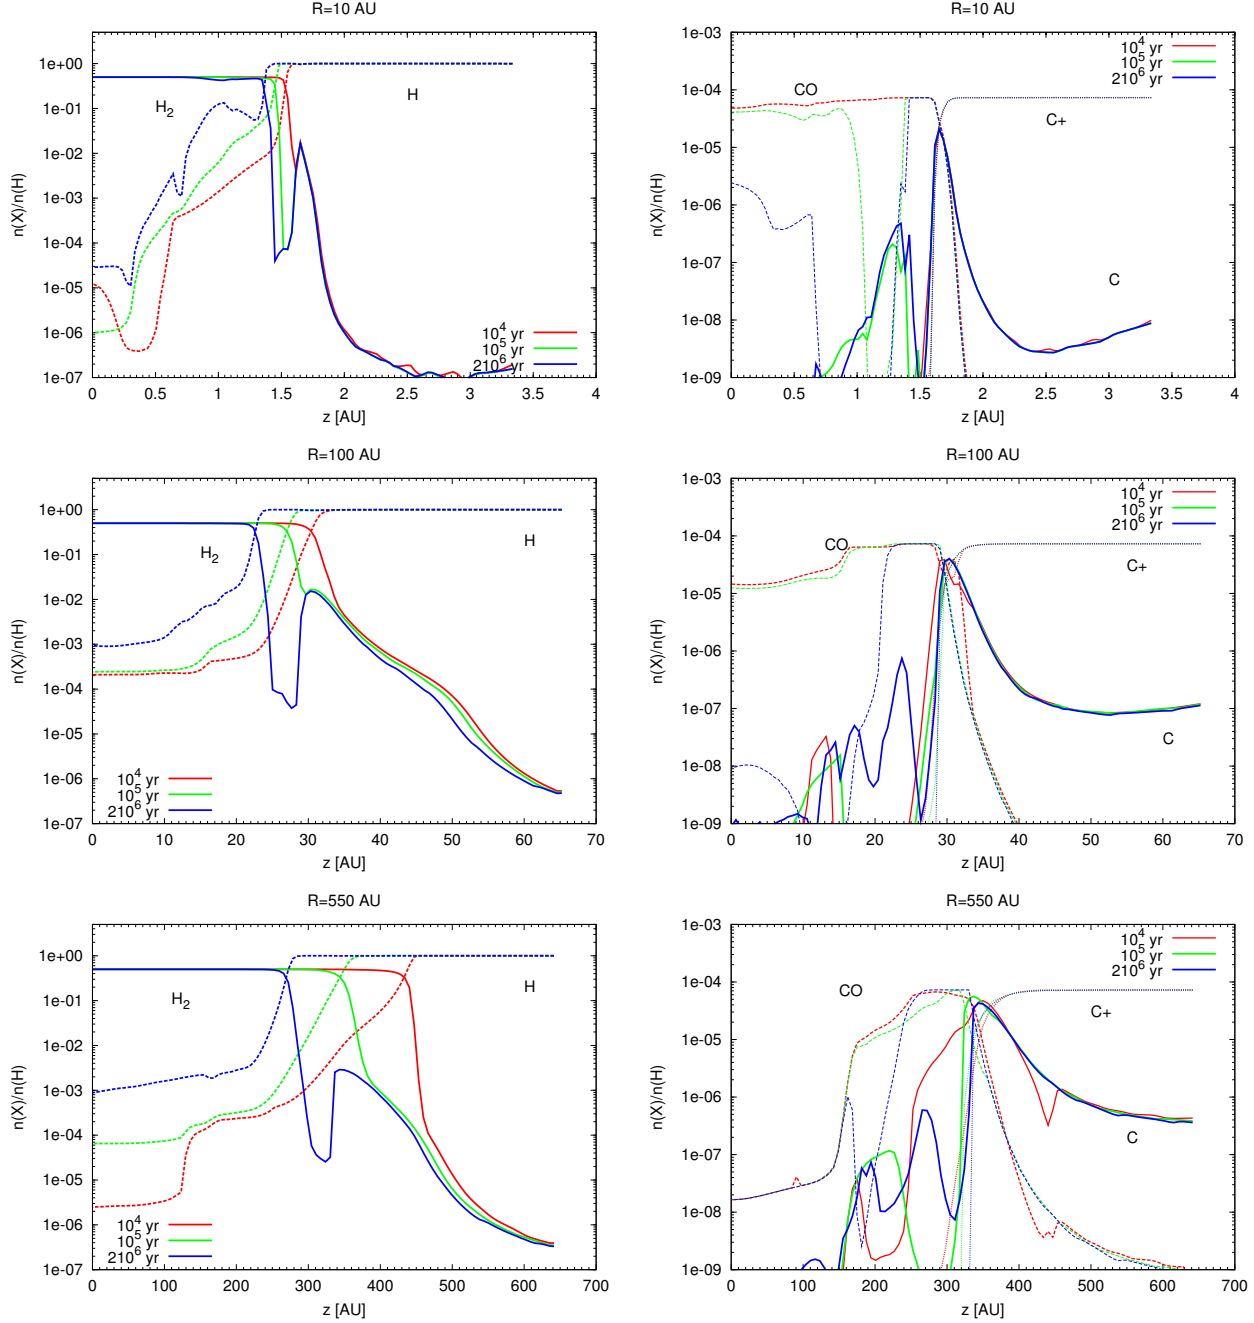 R=10 AU
1e+00
1e-01
1e-02
1e-03
1e-04
1e-05
1e-06
1e-07
n(X)/n(H)
H2
H
10^4 yr
10^5 yr
210^6 yr
0 0.5 1 1.5 2 2.5 3 3.5 4
z [AU]
R=10 AU
1e-03
1e-04
1e-05
1e-06
1e-07
1e-08
1e-09
n(X)/n(H)
CO
C+
C
10^4 yr
10^5 yr
210^6 yr
0 0.5 1 1.5 2 2.5 3 3.5 4
z [AU]
R=100 AU
1e+00
1e-01
1e-02
1e-03
1e-04
1e-05
1e-06
1e-07
n(X)/n(H)
H2
H
10^4 yr
10^5 yr
210^6 yr
0 10 20 30 40 50 60 70
z [AU]
R=100 AU
1e-03
1e-04
1e-05
1e-06
1e-07
1e-08
1e-09
n(X)/n(H)
CO
C+
C
10^4 yr
10^5 yr
210^6 yr
0 10 20 30 40 50 60 70
z [AU]
R=550 AU
1e+00
1e-01
1e-02
1e-03
1e-04
1e-05
1e-06
1e-07
n(X)/n(H)
H2
H
10^4 yr
10^5 yr
210^6 yr
0 100 200 300 400 500 600 700
z [AU]
R=550 AU
1e-03
1e-04
1e-05
1e-06
1e-07
1e-08
1e-09
n(X)/n(H)
CO
C+
C
10^4 yr
10^5 yr
210^6 yr
0 100 200 300 400 500 600 700
z [AU]